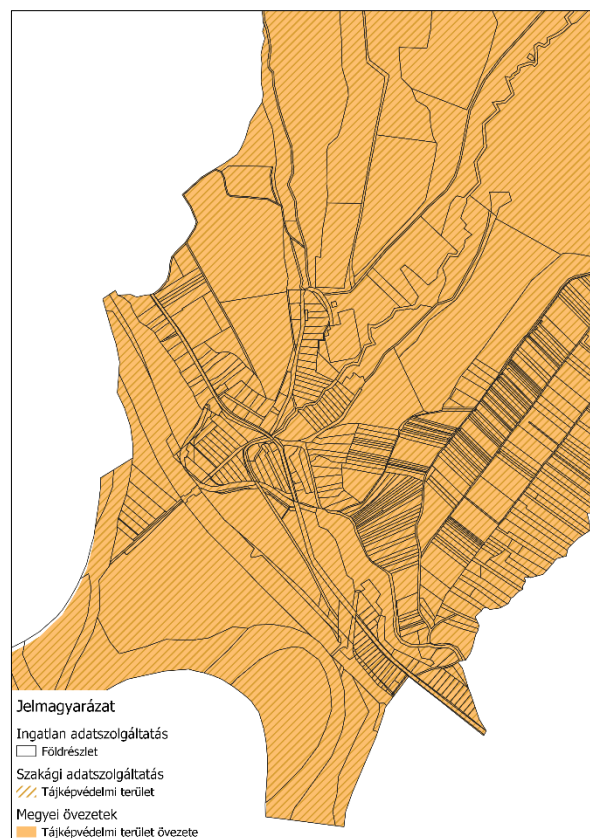 Jelmagyarázat
Ingatlan adatszolgáltatás
Földrészlet
Szakági adatszolgáltatás
Tájképvédelmi terület
Megyei övezetek
Tájképvédelmi terület övezete